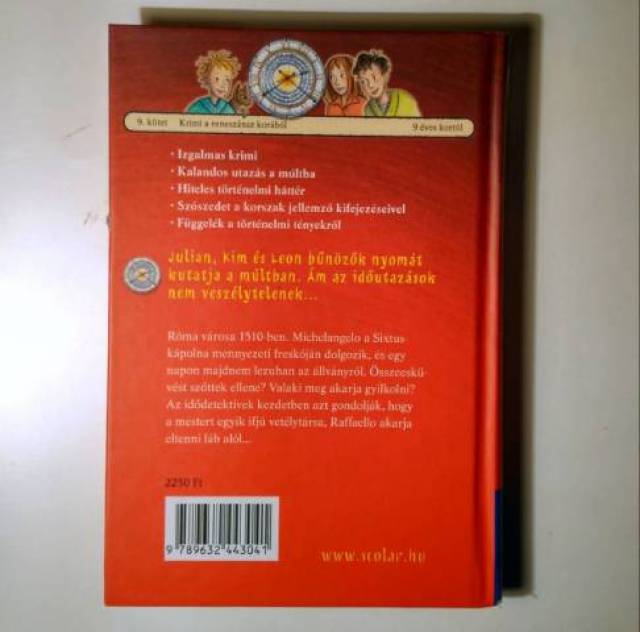 9. kötet Krimi a reneszánsz korából 9 éves kortól
· Izgalmas krimi
· Kalandos utazás a múltba
· Hiteles történelmi háttér
· Szószedet a korszak jellemző kifejezéseivel
· Függelék a történelmi tényekről
Julian, Kim és Leon bűnözők nyomát
kutatja a múltban. Ám az időutazások
nem veszélytelenek...
Róma városa 1510-ben. Michelangelo a Sixtus-
kápolna mennyezeti freskóján dolgozik, és egy
napon majdnem lezuhan az állványról. Összeeskü-
vést szőttek ellene? Valaki meg akarja gyilkolni?
Az idődetektívek kezdetben azt gondolják, hogy
a mestert egyik ifjú vetélytársa, Raffaello akarja
eltenni láb alól...
2250 Ft
9 789632 443041
www.scolar.hu